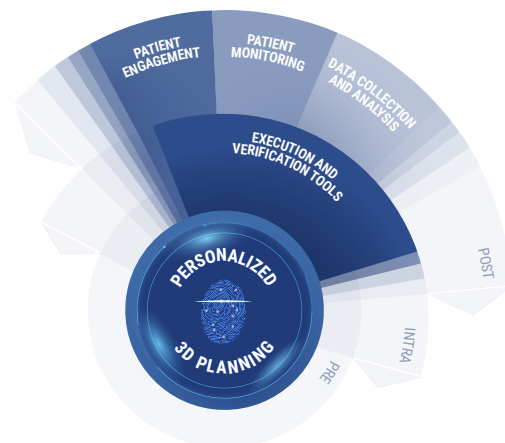 PATIENT
ENGAGEMENT
PATIENT
MONITORING
DATA COLLECTION
AND ANALYSIS
EXECUTION AND
VERIFICATION TOOLS
PERSONALIZED
3D PLANNING
POST
INTRA
PRE